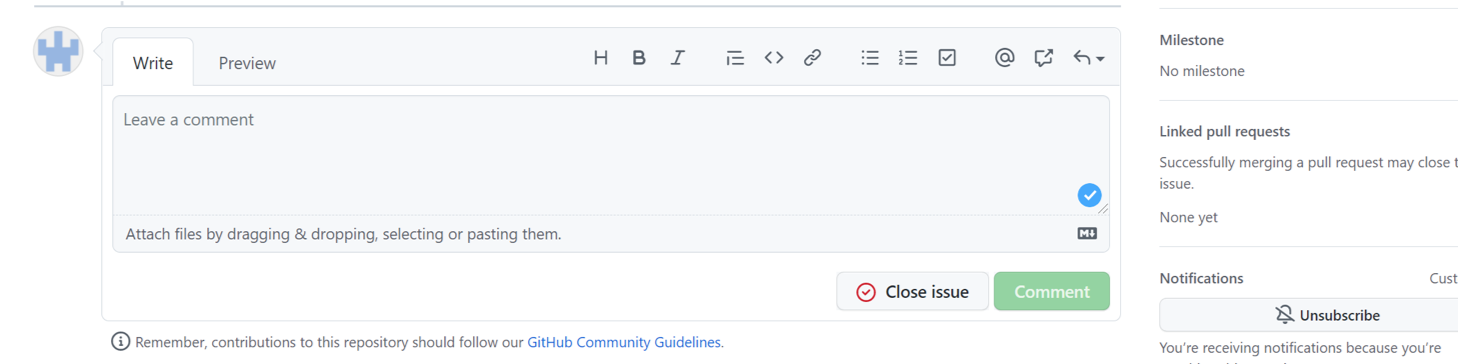 Write
Preview
H B I
Leave a comment
Attach files by dragging & dropping, selecting or pasting them.
Close issue
Comment
Remember, contributions to this repository should follow our GitHub Community Guidelines.
Milestone
No milestone
Linked pull requests
Successfully merging a pull request may close t
issue.
None yet
Notifications
Cust
Unsubscribe
You're receiving notifications because you're